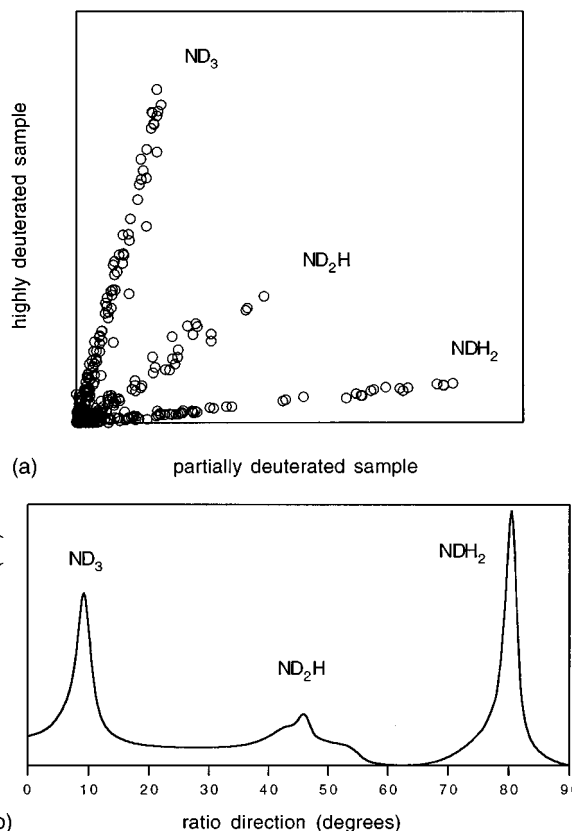 highly deuterated sample
ND₃
ND₂H
NDH₂
(a)
partially deuterated sample
ND₃
NDH₂
ND₂H
0 10 20 30 40 50 60 70 80 90
ratio direction (degrees)